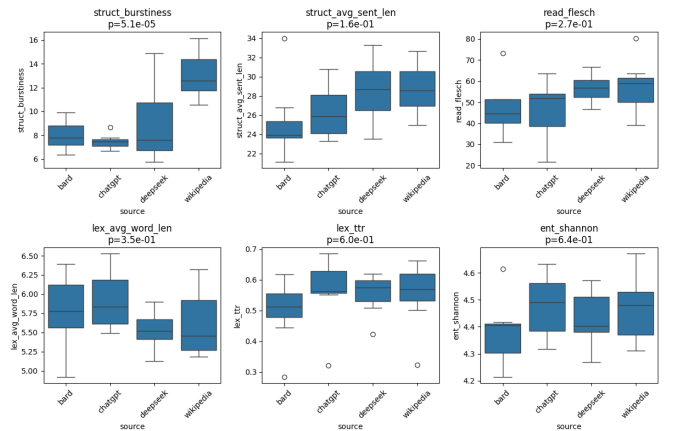 struct_burstiness
p=5.1e-05
struct_burstiness
16
14
12
10
8
6
bard
chatgpt
deepseek
wikipedia
source
struct_avg_sent_len
p=1.6e-01
struct_avg_sent_len
34
32
30
28
26
24
22
bard
chatgpt
deepseek
wikipedia
source
read_flesch
p=2.7e-01
read_flesch
80
70
60
50
40
30
20
bard
chatgpt
deepseek
wikipedia
source
lex_avg_word_len
p=3.5e-01
lex_avg_word_len
6.50
6.25
6.00
5.75
5.50
5.25
5.00
bard
chatgpt
deepseek
wikipedia
source
lex_ttr
p=6.0e-01
lex_ttr
0.7
0.6
0.5
0.4
0.3
bard
chatgpt
deepseek
wikipedia
source
ent_shannon
p=6.4e-01
ent_shannon
4.6
4.5
4.4
4.3
4.2
bard
chatgpt
deepseek
wikipedia
source